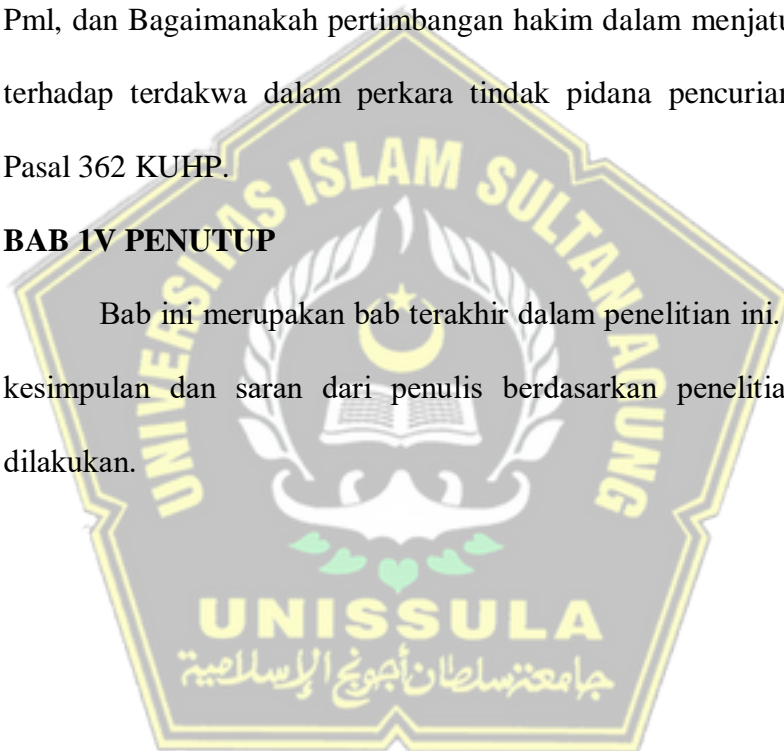 Pml, dan Bagaimanakah pertimbangan hakim dalam
terhadap terdakwa dalam perkara tindak pidana pencurian
Pasal 362 KUHP.
BAB 1V PENUTUP
Bab ini merupakan bab terakhir dalam penelitian ini.
kesimpulan dan saran dari penulis berdasarkan
dilakukan.
UNIVERSITAS ISLAM SULTAN AGUNG
UNISSULA
جامعة سلطان أجونج الإسلامية